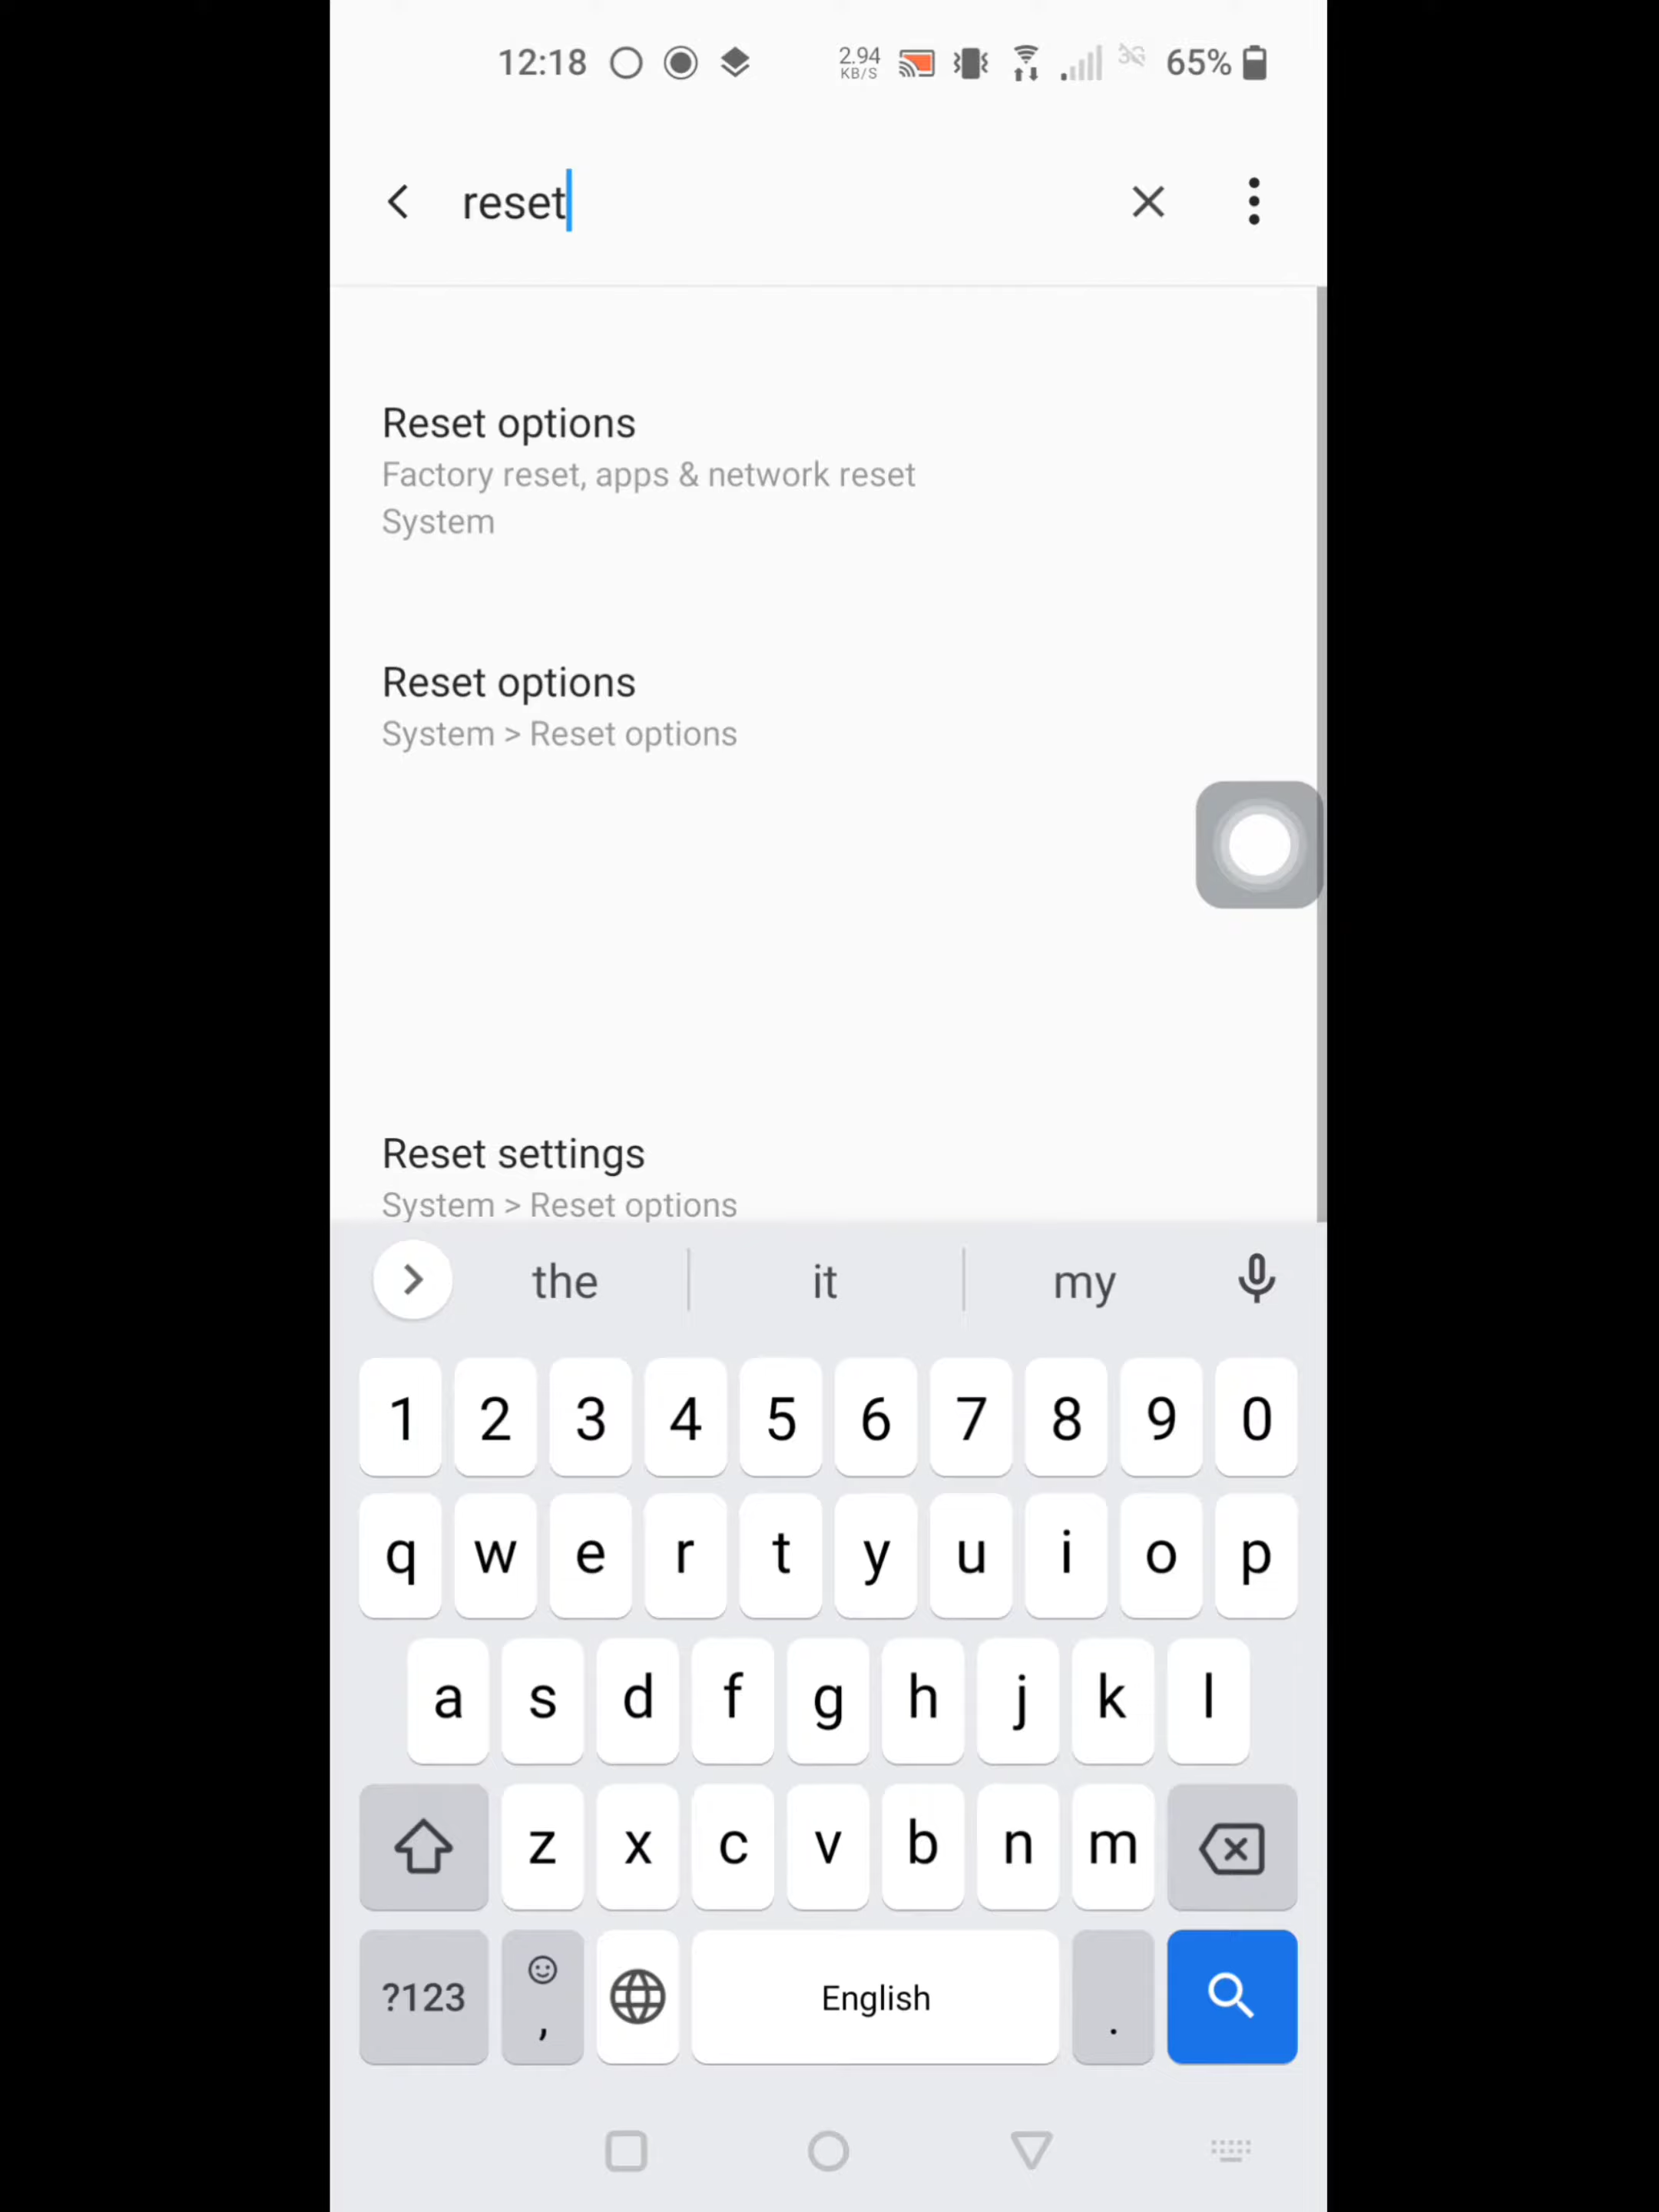 12:18 2.94 KB/S 3G 65%
reset
Reset options
Factory reset, apps & network reset
System
Reset options
System > Reset options
Reset settings
System > Reset options
the it my
1 2 3 4 5 6 7 8 9 0
q w e r t y u i o p
a s d f g h j k l
z x c v b n m
?123 , English .